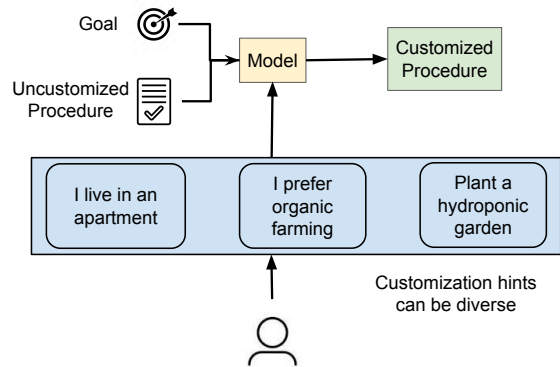 Goal
Uncustomized
Procedure
Model
Customized
Procedure
I live in an
apartment
I prefer
organic
farming
Plant a
hydroponic
garden
Customization hints
can be diverse